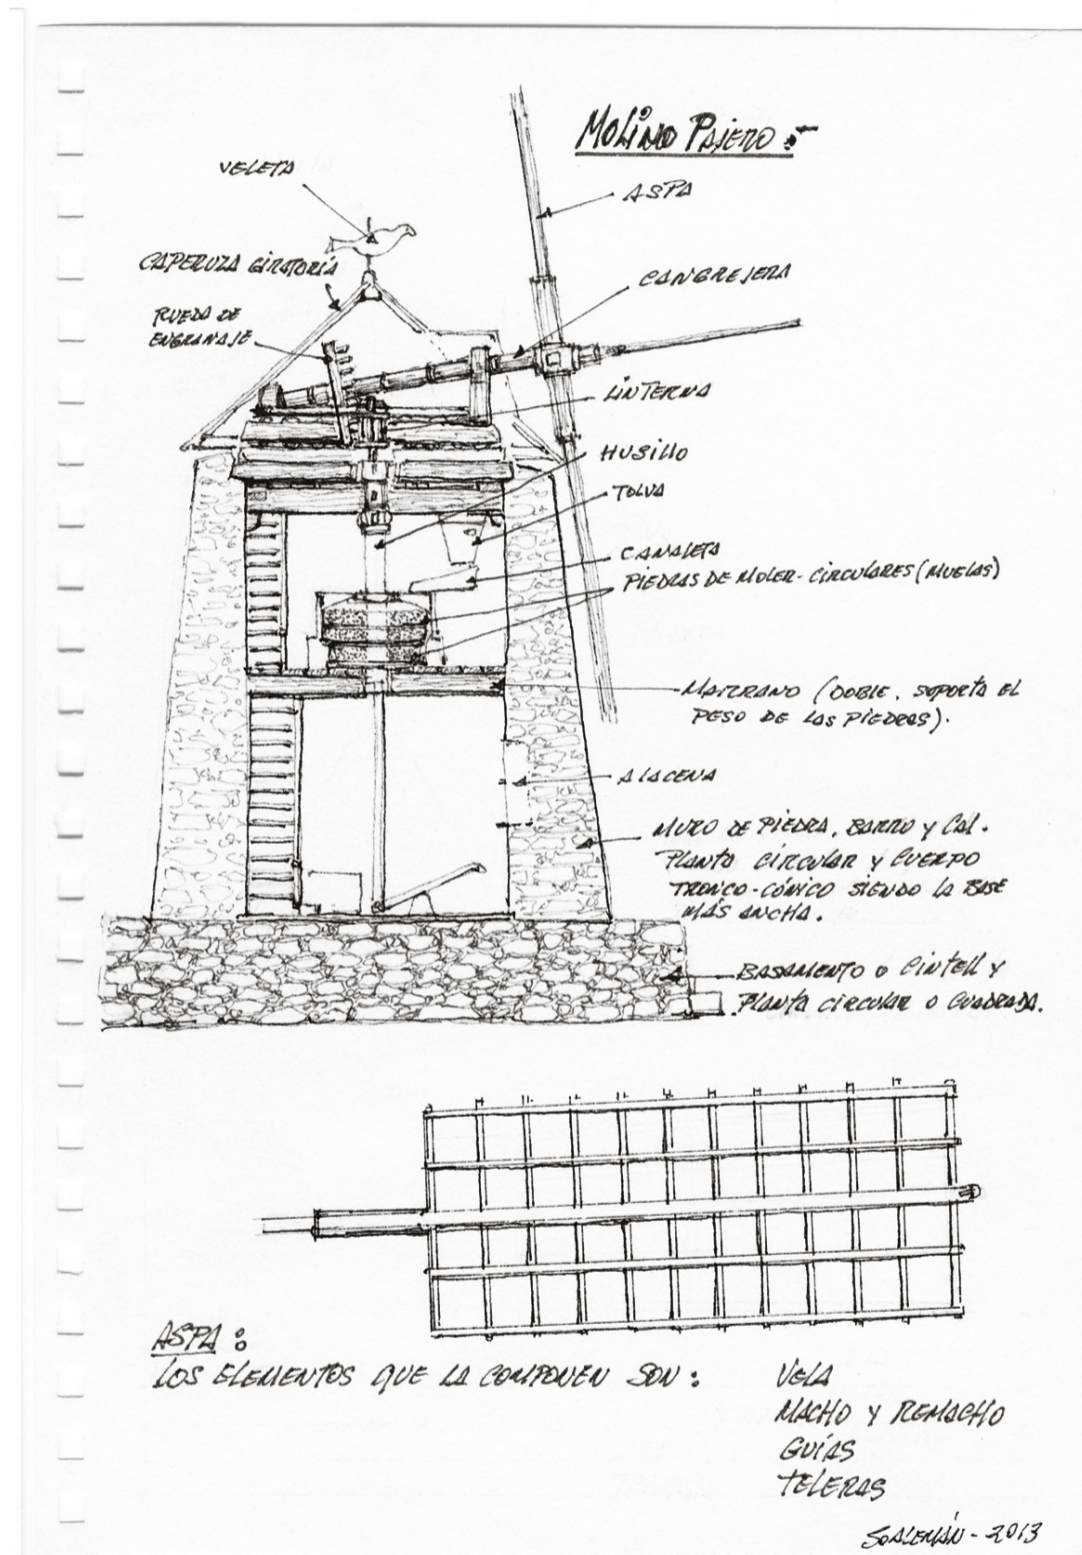 MOLINO PAJERO:-
VELETA
ASPA
CAPERUZA GIRATORIA
CANGREJERA
RUEDA DE
ENGRANAJE
LINTERNA
HUSILLO
TOLVA
CANALETA
PIEDRAS DE MOLER-CIRCULARES (MUELAS)
(DOBLE. SOPORTA EL
PESO DE LAS PIEDRAS).
ALACENA
MURO DE PIEDRA, BARRO Y CAL.
PLANTA CIRCULAR Y CUERPO
TRONCO-CÓNICO SIENDO LA BASE
MÁS ANCHA.
BASAMENTO O CINTELL Y
PLANTA CIRCULAR O CUADRADA.
ASPA:
LOS ELEMENTOS QUE LA COMPONEN SON:
VELA
MACHO Y REMACHO
GUÍAS
TELERAS
SOALEMÁN-2013